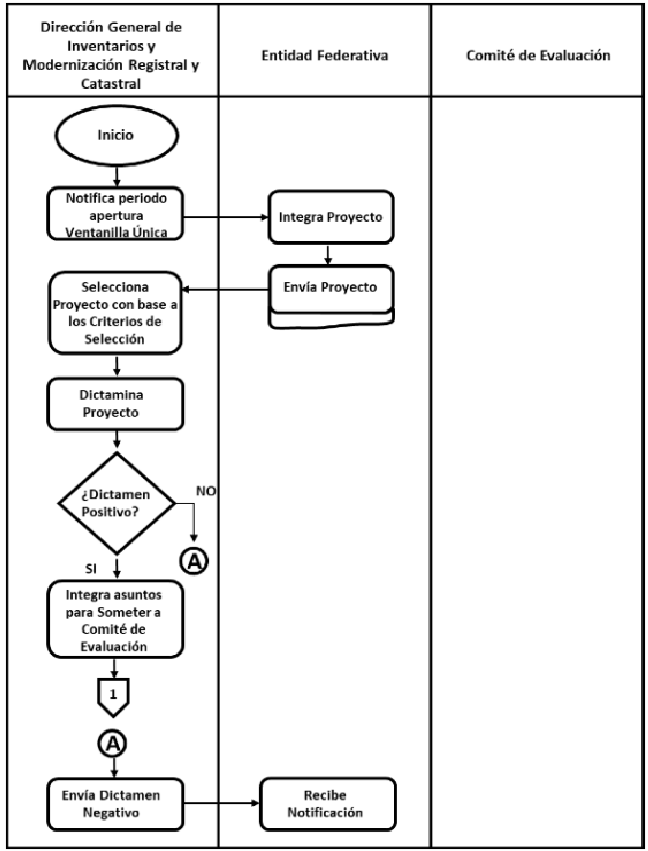 Dirección General de
Inventarios y
Modernización Registral y
Catastral
Entidad Federativa
Comité de Evaluación
Inicio
Notifica periodo
apertura
Ventanilla Única
Integra Proyecto
Envía Proyecto
Selecciona
Proyecto con base a
los Criterios de
Selección
Dictamina
Proyecto
¿Dictamen
Positivo?
NO
A
SI
Integra asuntos
para Someter a
Comité de
Evaluación
1
A
Envía Dictamen
Negativo
Recibe
Notificación